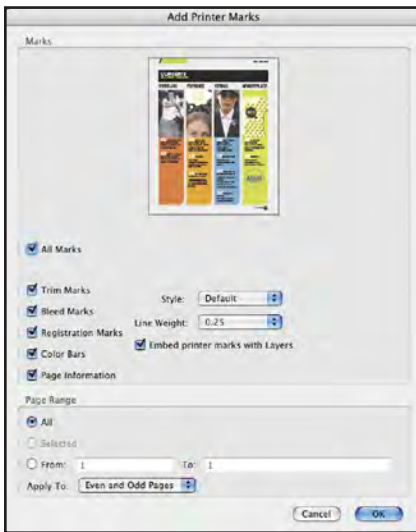 Add Printer Marks
Marks
All Marks
Trim Marks
Bleed Marks
Registration Marks
Color Bars
Page Information
Style: Default
Line Weight: 0.25
Embed printer marks with Layers
Page Range
All
Selected
From: 1 To: 1
Apply To: Even and Odd Pages
Cancel OK